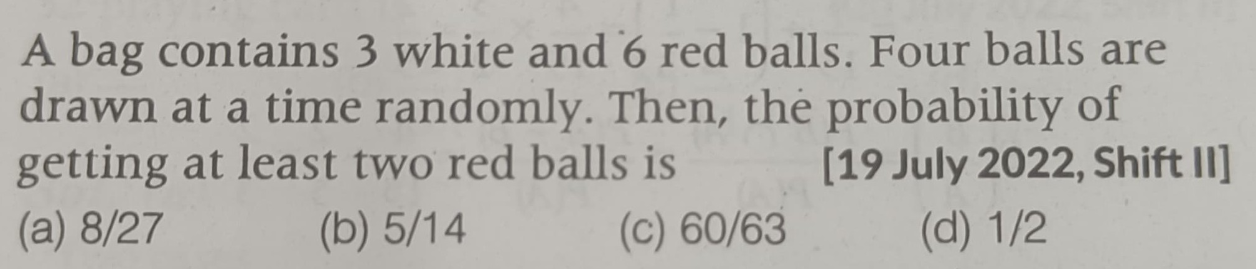 A bag contains 3 white and 6 red balls. Four balls are
drawn at a time randomly. Then, the probability of
getting at least two red balls is [19 July 2022, Shift II]
(a) 8/27 (b) 5/14 (c) 60/63 (d) 1/2